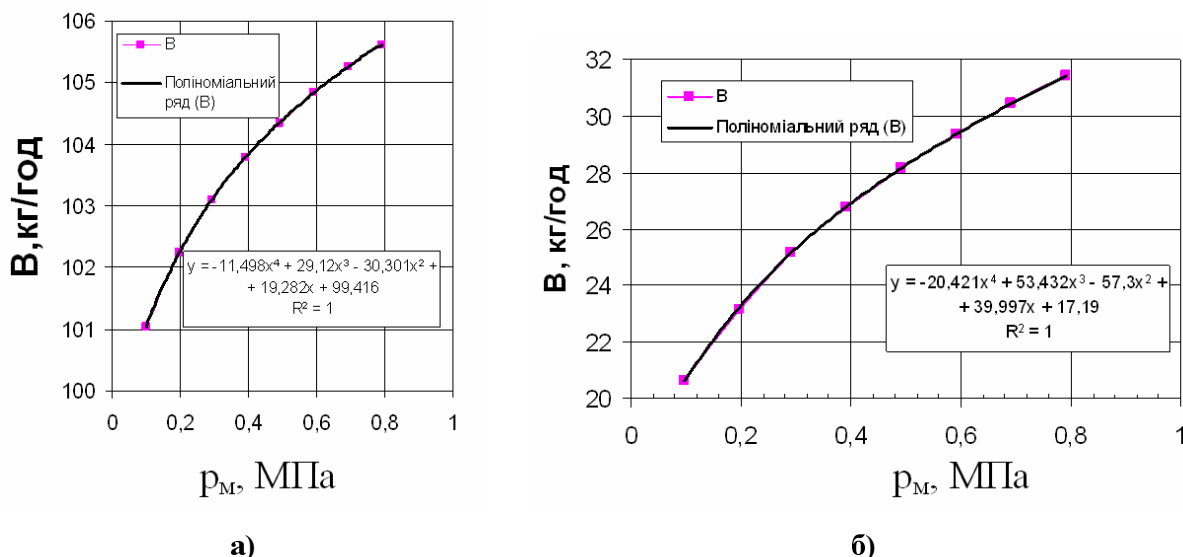 106
105
104
103
102
101
100
В,кг/год
В
Поліноміальний
ряд (В)
y = -11,498x⁴ + 29,12x³ - 30,301x² +
+ 19,282x + 99,416
R² = 1
0
0,2
0,4
0,6
0,8
1
pм, МПа
а)
32
30
28
26
24
22
20
В, кг/год
В
Поліноміальний ряд (В)
y = -20,421x⁴ + 53,432x³ - 57,3x² +
+ 39,997x + 17,19
R² = 1
0
0,2
0,4
0,6
0,8
1
pм, МПа
б)